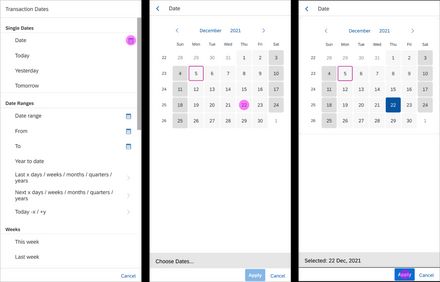 Transaction Dates
Single Dates
Date
Today
Yesterday
Tomorrow
Date Ranges
Date range
From
To
Year to date
Last x days / weeks / months / quarters /
years
Next x days / weeks / months / quarters /
years
Today -x / +y
Weeks
This week
Last week
Cancel
Date
December 2021
Sun Mon Tue Wed Thu Fri Sat
22 28 29 30 31 1 2 3
23 4 5 6 7 8 9 10
24 11 12 13 14 15 16 17
25 18 19 20 21 22 23 24
26 25 26 27 28 29 30 1
Choose Dates...
Apply Cancel
Date
December 2021
Sun Mon Tue Wed Thu Fri Sat
22 28 29 30 31 1 2 3
23 4 5 6 7 8 9 10
24 11 12 13 14 15 16 17
25 18 19 20 21 22 23 24
26 25 26 27 28 29 30 1
Selected: 22 Dec, 2021
Apply Cancel